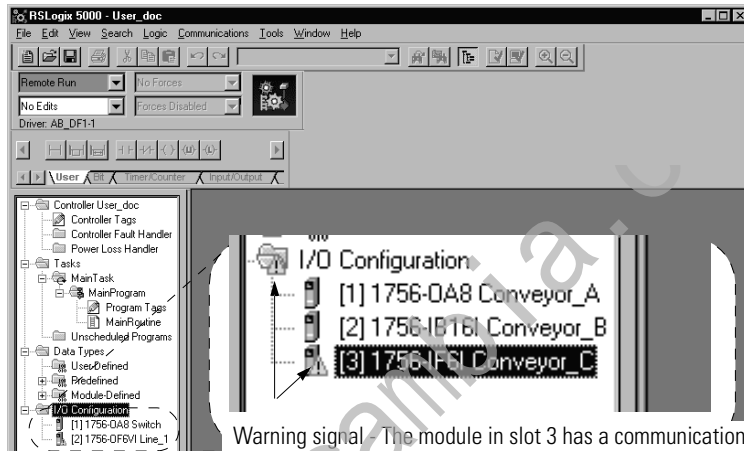 RSLogix 5000 - User_doc
File Edit View Search Logic Communications Tools Window Help
Remote Run
No Forces
No Edits
Forces Disabled
Driver: AB_DF1-1
User
Bit
Timer/Counter
Input/Output
Controller User_doc
Controller Tags
Controller Fault Handler
Power Loss Handler
Tasks
MainTask
MainProgram
Program Tags
MainRoutine
Unscheduled Programs
Data Types
User-Defined
Predefined
Module-Defined
I/O Configuration
[1] 1756-OA8 Switch
[2] 1756-OF6VI Line_1
I/O Configuration
[1] 1756-OA8 Conveyor_A
[2] 1756-IB16I Conveyor_B
[3] 1756-IF6I Conveyor_C
Warning signal - The module in slot 3 has a communication